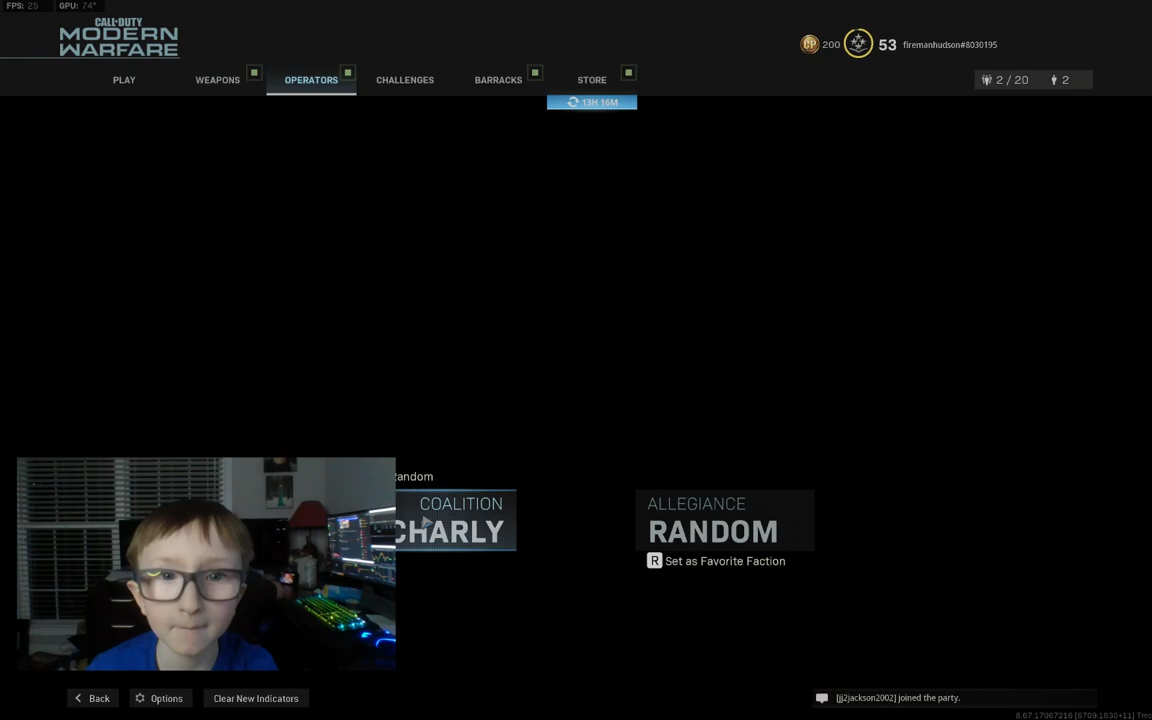 FPS: 25 GPU: 74°
CALL OF DUTY
MODERN
WARFARE
CP 200 53 firemanhudson#8030195
PLAY WEAPONS OPERATORS CHALLENGES BARRACKS STORE 2 / 20 2
13H 16M
Random
COALITION
CHARLY
ALLEGIANCE
RANDOM
R Set as Favorite Faction
Back Options Clear New Indicators
[jj2jackson2002] joined the party.